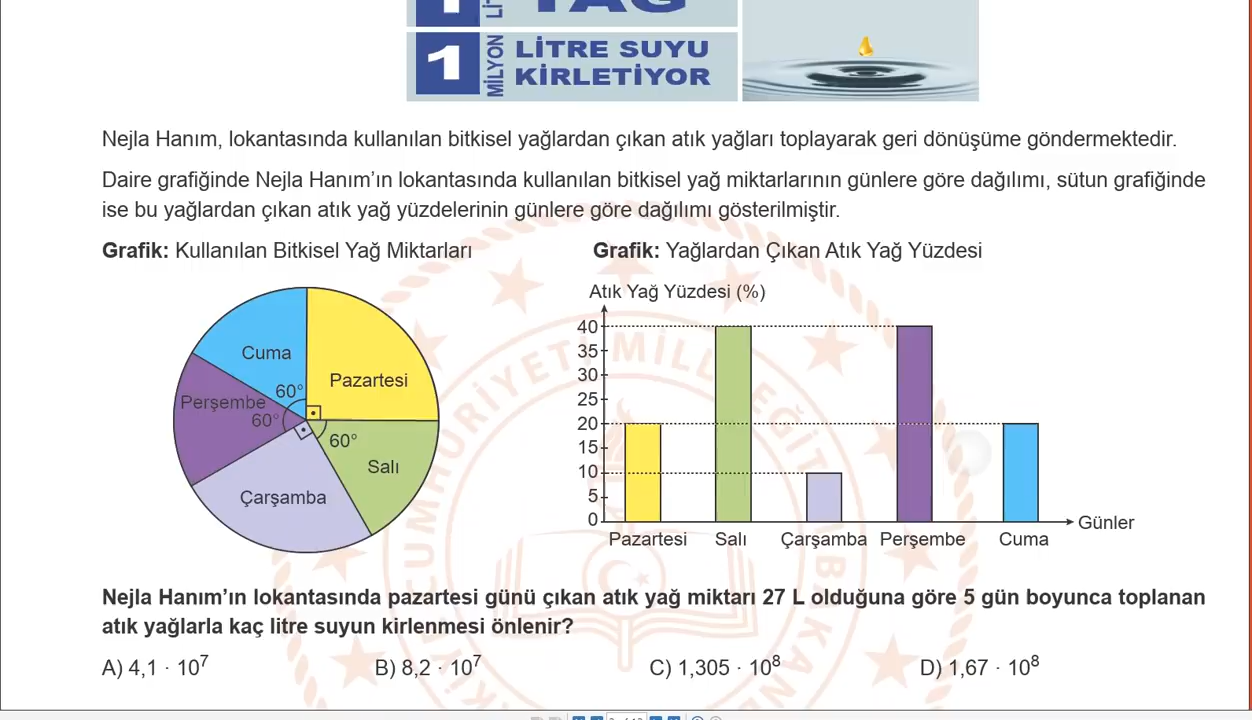 1 Lİ YAĞ
1 MİLYON LİTRE SUYU
KİRLETİYOR
Nejla Hanım, lokantasında kullanılan bitkisel yağlardan çıkan atık yağları toplayarak geri dönüşüme göndermektedir.
Daire grafiğinde Nejla Hanım’ın lokantasında kullanılan bitkisel yağ miktarlarının günlere göre dağılımı, sütun grafiğinde
ise bu yağlardan çıkan atık yağ yüzdelerinin günlere göre dağılımı gösterilmiştir.
Grafik: Kullanılan Bitkisel Yağ Miktarları
Grafik: Yağlardan Çıkan Atık Yağ Yüzdesi
Cuma
Pazartesi
60°
Perşembe
60°
60°
Salı
Çarşamba
Atık Yağ Yüzdesi (%)
40
35
30
25
20
15
10
5
0
Günler
Pazartesi Salı Çarşamba Perşembe Cuma
Nejla Hanım’ın lokantasında pazartesi günü çıkan atık yağ miktarı 27 L olduğuna göre 5 gün boyunca toplanan
atık yağlarla kaç litre suyun kirlenmesi önlenir?
A) 4,1 · 10⁷ B) 8,2 · 10⁷ C) 1,305 · 10⁸ D) 1,67 · 10⁸